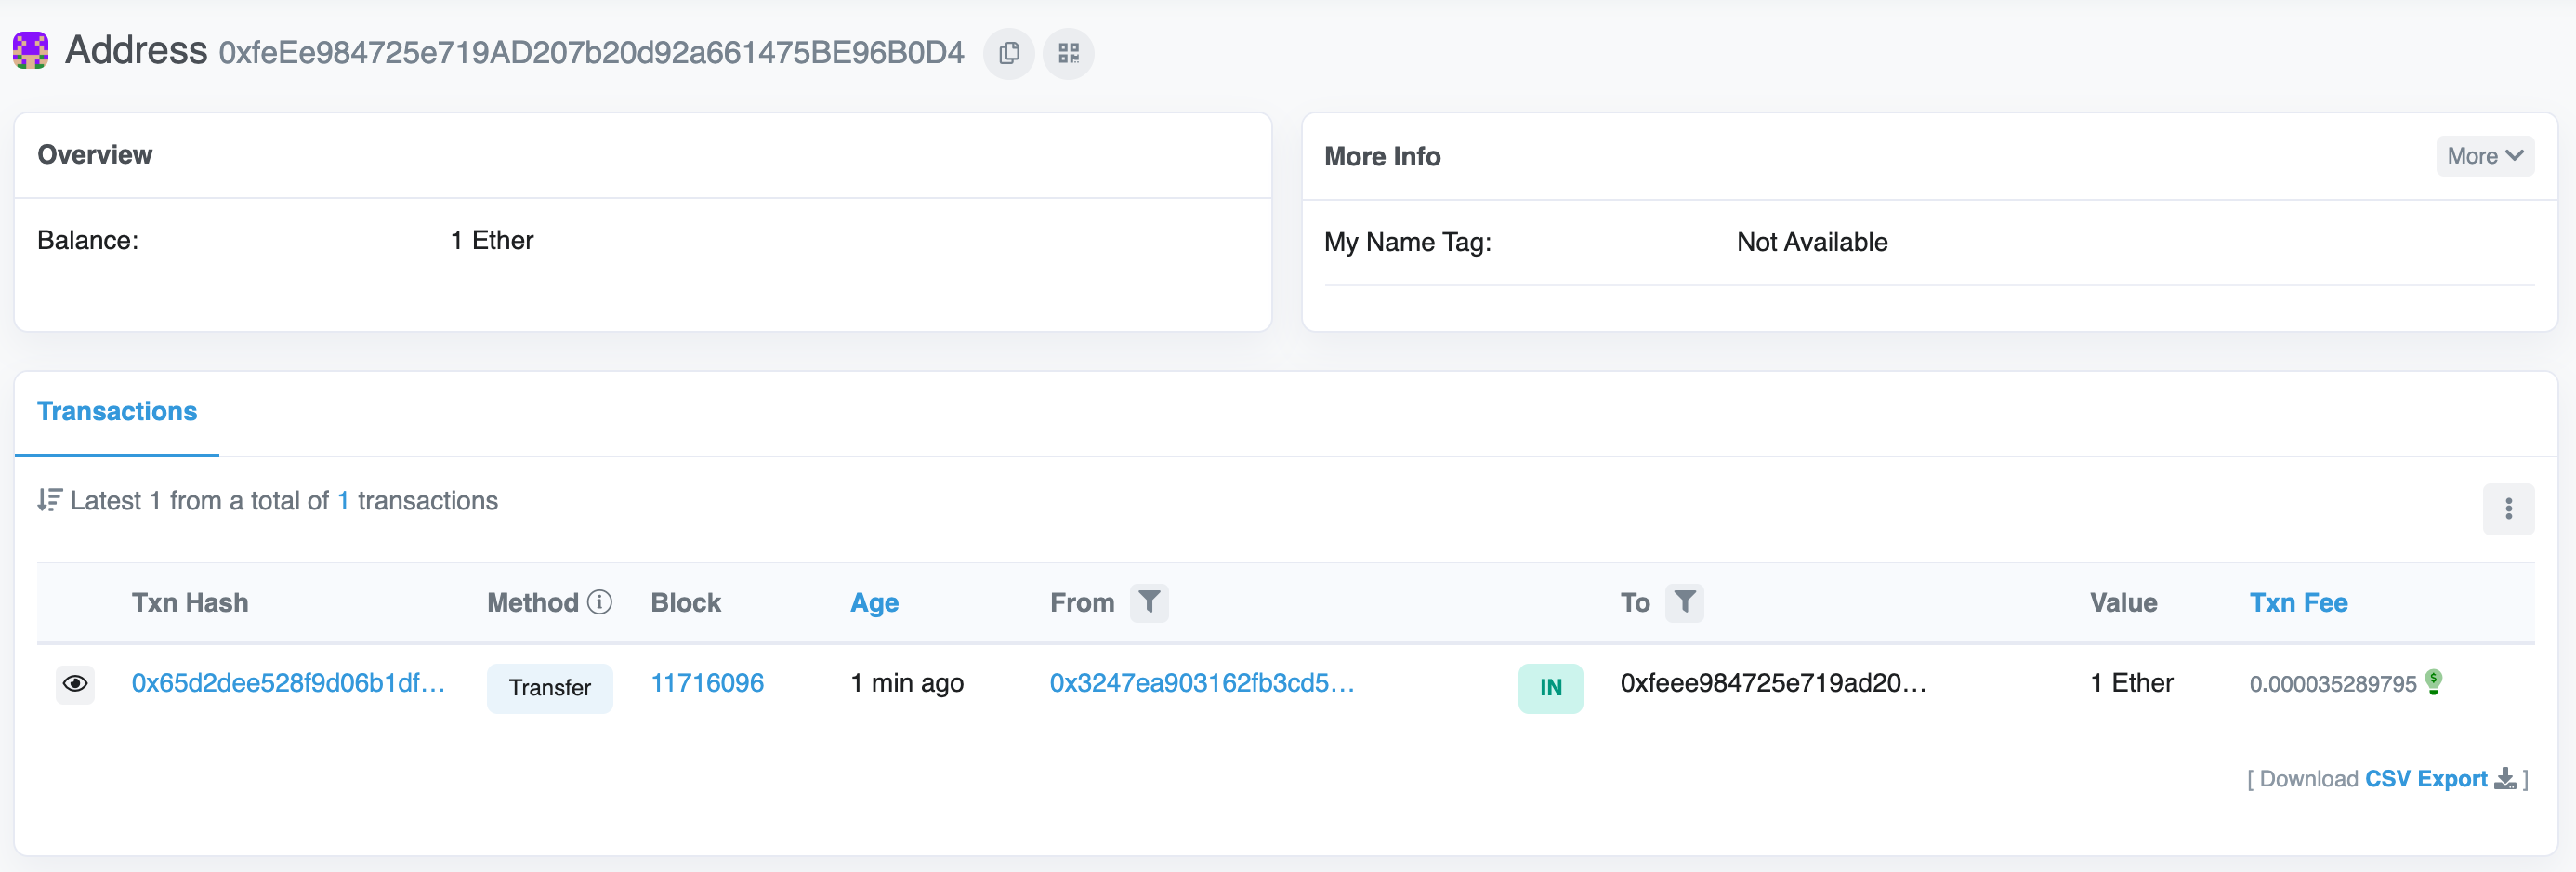 Address 0xfeEe984725e719AD207b20d92a661475BE96B0D4
Overview
Balance: 1 Ether
More Info More
My Name Tag: Not Available
Transactions
Latest 1 from a total of 1 transactions
Txn Hash Method Block Age From To Value Txn Fee
0x65d2dee528f9d06b1df... Transfer 11716096 1 min ago 0x3247ea903162fb3cd5... IN 0xfeee984725e719ad20... 1 Ether 0.000035289795
[ Download CSV Export ]